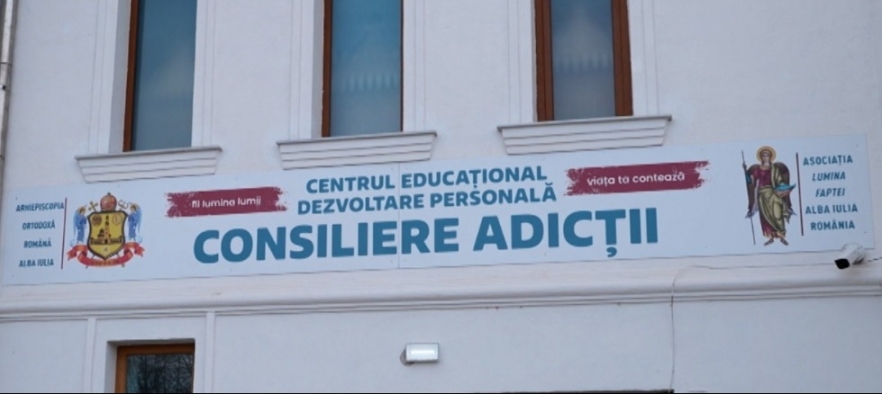 ARHIEPISCOPIA
ORTODOXĂ
ROMÂNĂ
ALBA IULIA
fii lumina lumii
CENTRUL EDUCAȚIONAL
DEZVOLTARE PERSONALĂ
CONSILIERE ADICȚII
viața ta contează
ASOCIAȚIA
LUMINA
FAPTEI
ALBA IULIA
ROMÂNIA